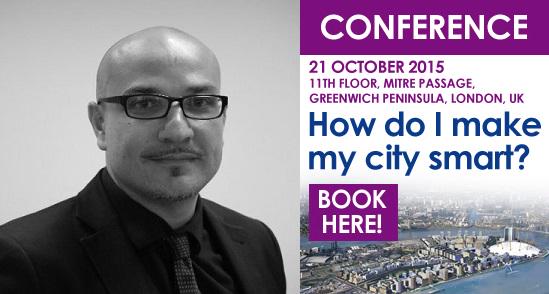 CONFERENCE
21 OCTOBER 2015
11TH FLOOR, MITRE PASSAGE,
GREENWICH PENINSULA, LONDON, UK
How do I make
my city smart?
BOOK
HERE!